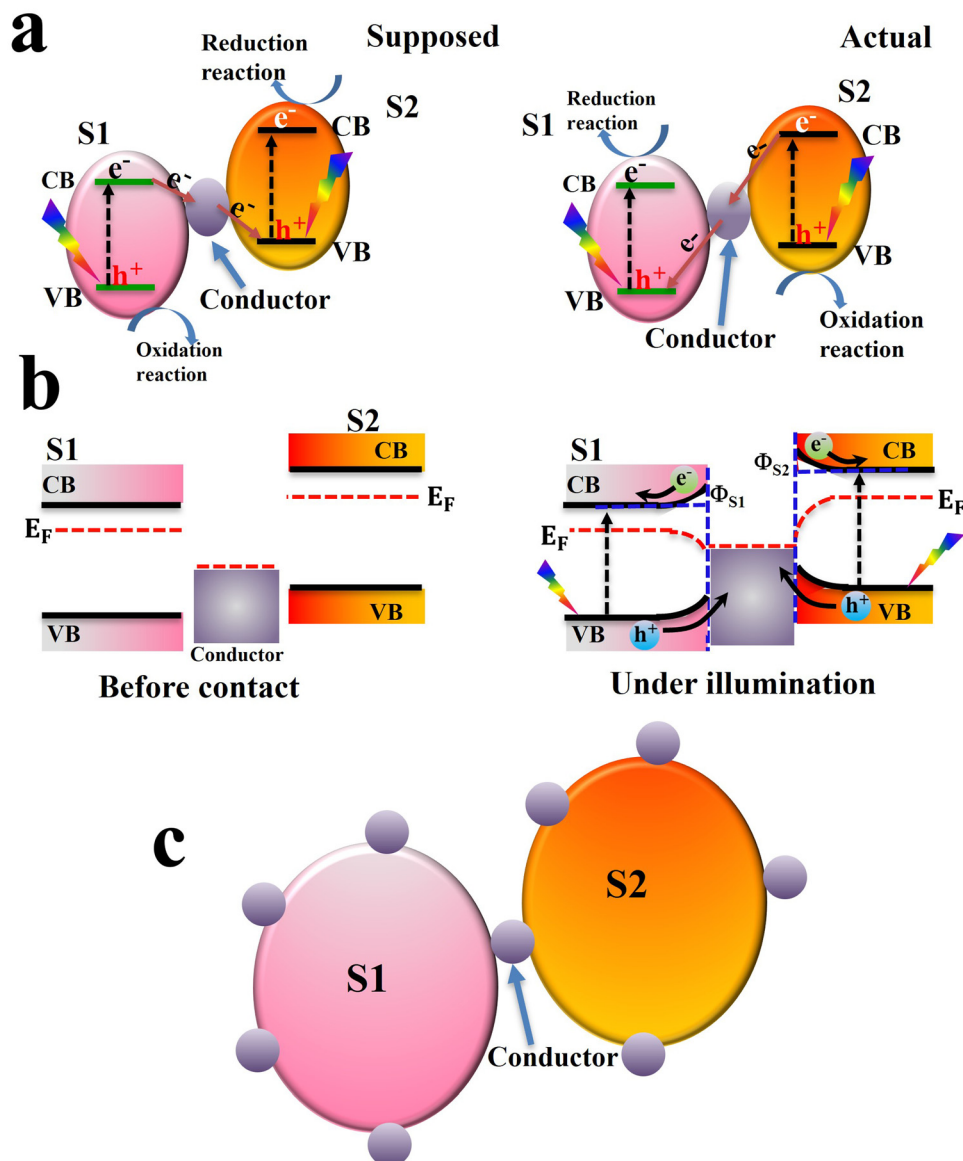 a
Supposed
Reduction
reaction
S1
S2
e⁻
CB
CB
e⁻
e⁻
e⁻
h⁺
h⁺
VB
VB
Conductor
Oxidation
reaction
Actual
S1
Reduction
reaction
S2
e⁻
CB
CB
e⁻
e⁻
e⁻
h⁺
VB
h⁺
VB
Conductor
Oxidation
reaction
b
S1
S2
CB
CB
E_F
E_F
VB
VB
Conductor
Before contact
S1
CB
e⁻
Φ_S1
Φ_S2
e⁻
CB
E_F
E_F
VB
h⁺
h⁺
VB
Under illumination
c
S1
S2
Conductor